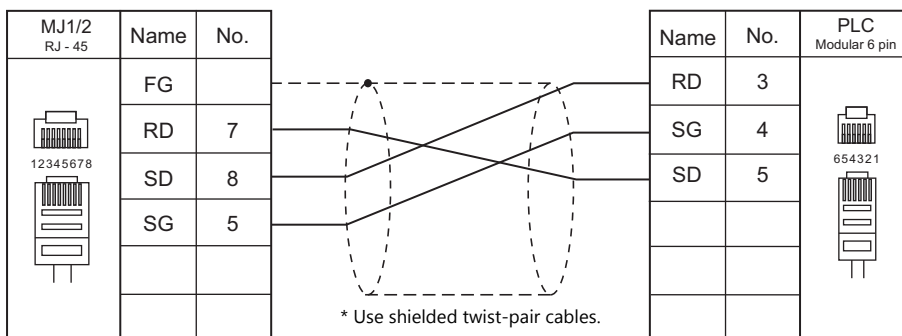 MJ1/2 Name No. Name No. PLC
RJ - 45 Modular 6 pin
FG RD 3
RD 7 SG 4
12345678 654321
SD 8 SD 5
SG 5
* Use shielded twist-pair cables.